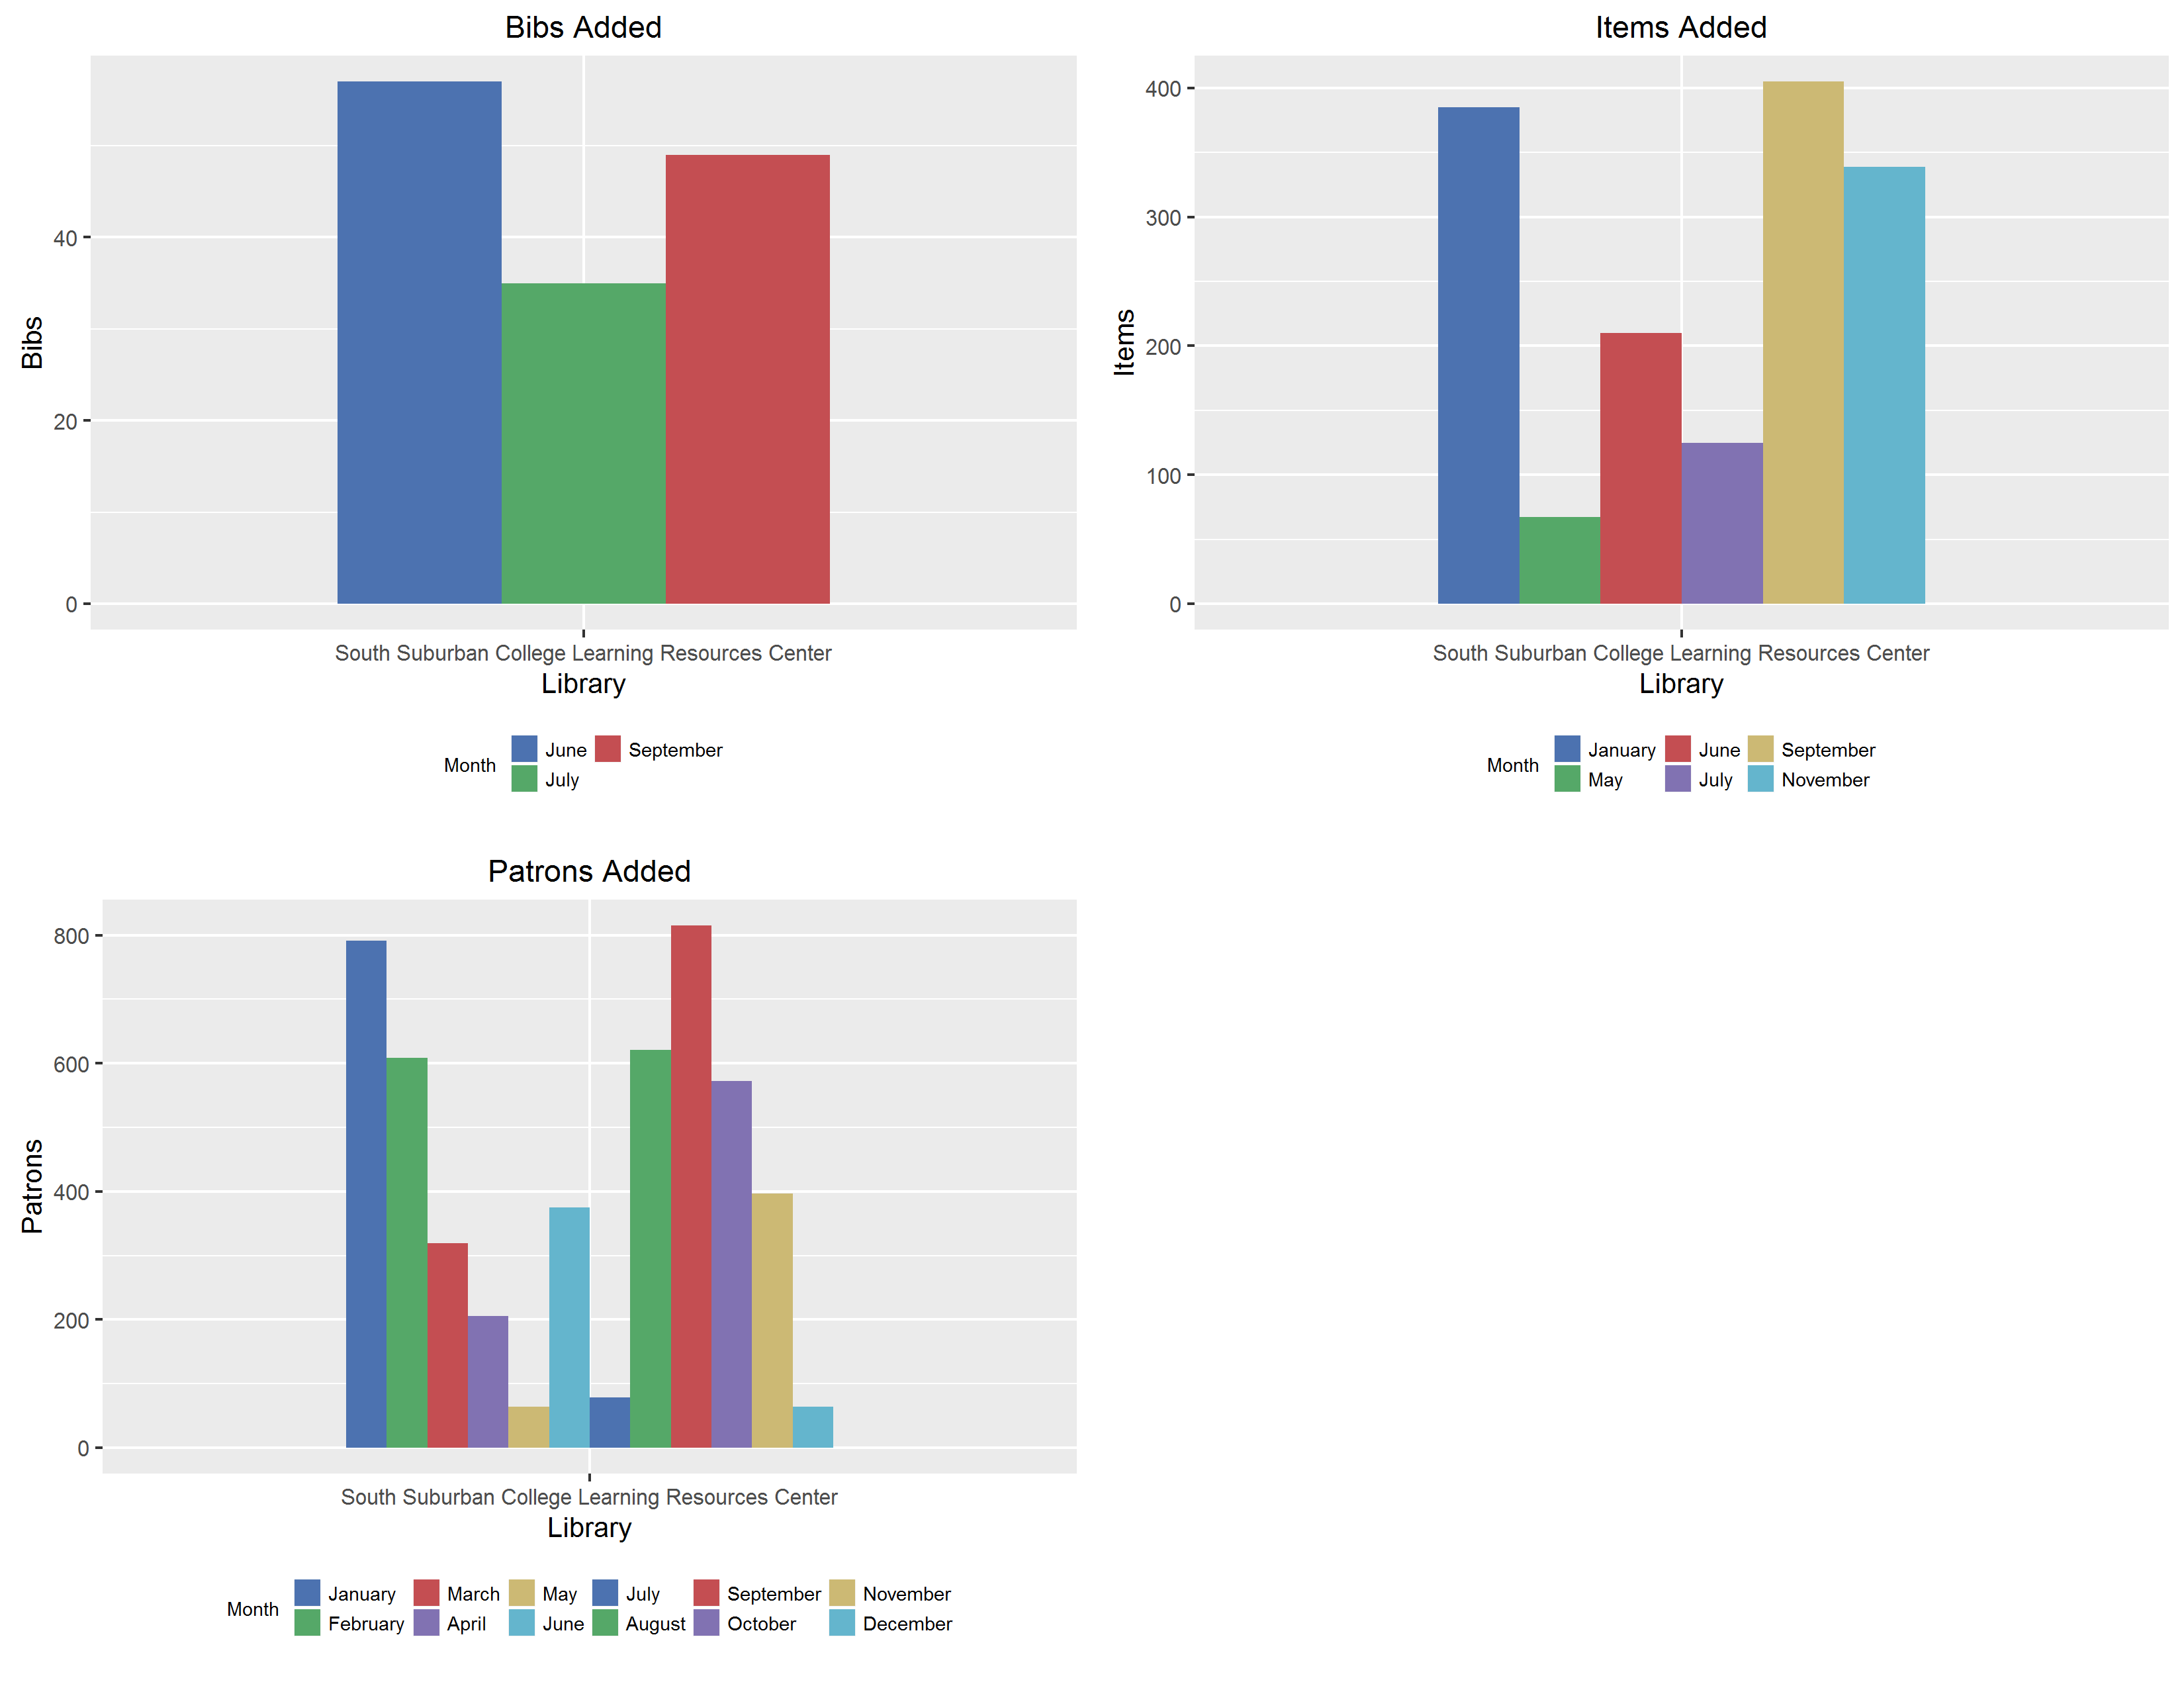 Bibs Added
Bibs
40
20
0
South Suburban College Learning Resources Center
Library
Month
June
September
July
Items Added
Items
400
300
200
100
0
South Suburban College Learning Resources Center
Library
Month
January
June
September
May
July
November
Patrons Added
Patrons
800
600
400
200
0
South Suburban College Learning Resources Center
Library
Month
January
March
May
July
September
November
February
April
June
August
October
December